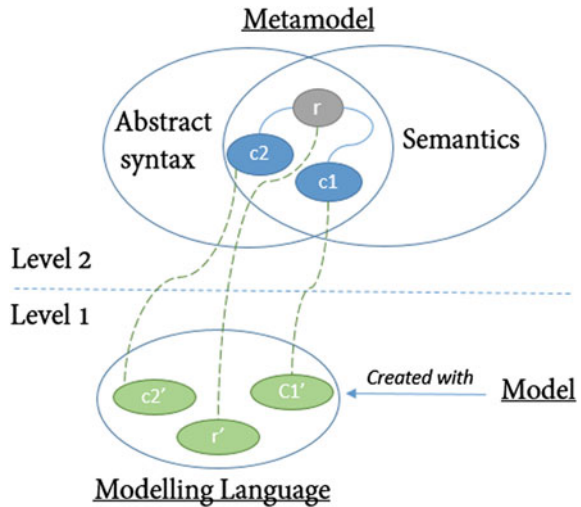 Metamodel
r
Abstract
syntax
c2
Semantics
c1
Level 2
Level 1
c2′
C1′
Created with
Model
r′
Modelling Language